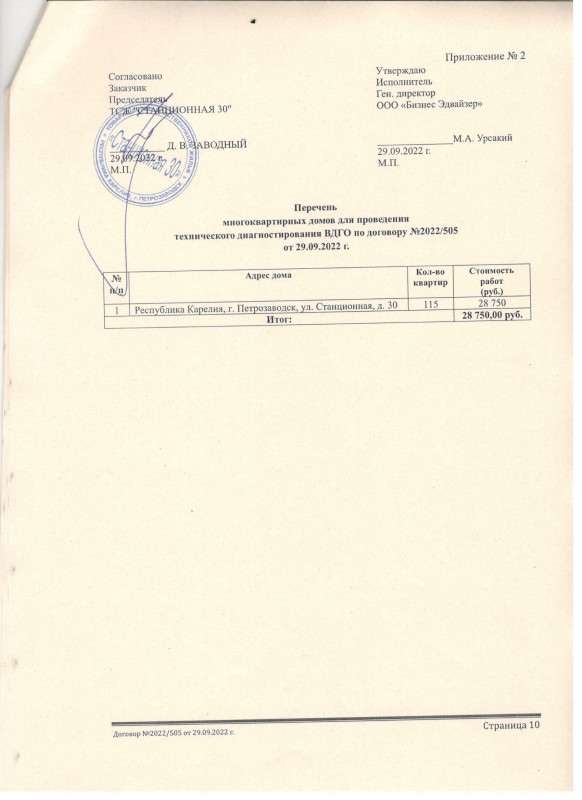 Приложение № 2
Согласовано
Заказчик
Председатель
ТСЖ "СТАНЦИОННАЯ 30"
Д. В. ЗАВОДНЫЙ
29.09.2022 г.
М.П.
Утверждаю
Исполнитель
Ген. директор
ООО «Бизнес Эдвайзер»
М.А. Урсакий
29.09.2022 г.
М.П.
Станционная 30
г. ПЕТРОЗАВОДСК
Перечень
многоквартирных домов для проведения
технического диагностирования ВДГО по договору №2022/505
от 29.09.2022 г.
№ п/п Адрес дома Кол-во квартир Стоимость работ (руб.)
1 Республика Карелия, г. Петрозаводск, ул. Станционная, д. 30 115 28 750
Итог: 28 750,00 руб.
Договор №2022/505 от 29.09.2022 г.
Страница 10